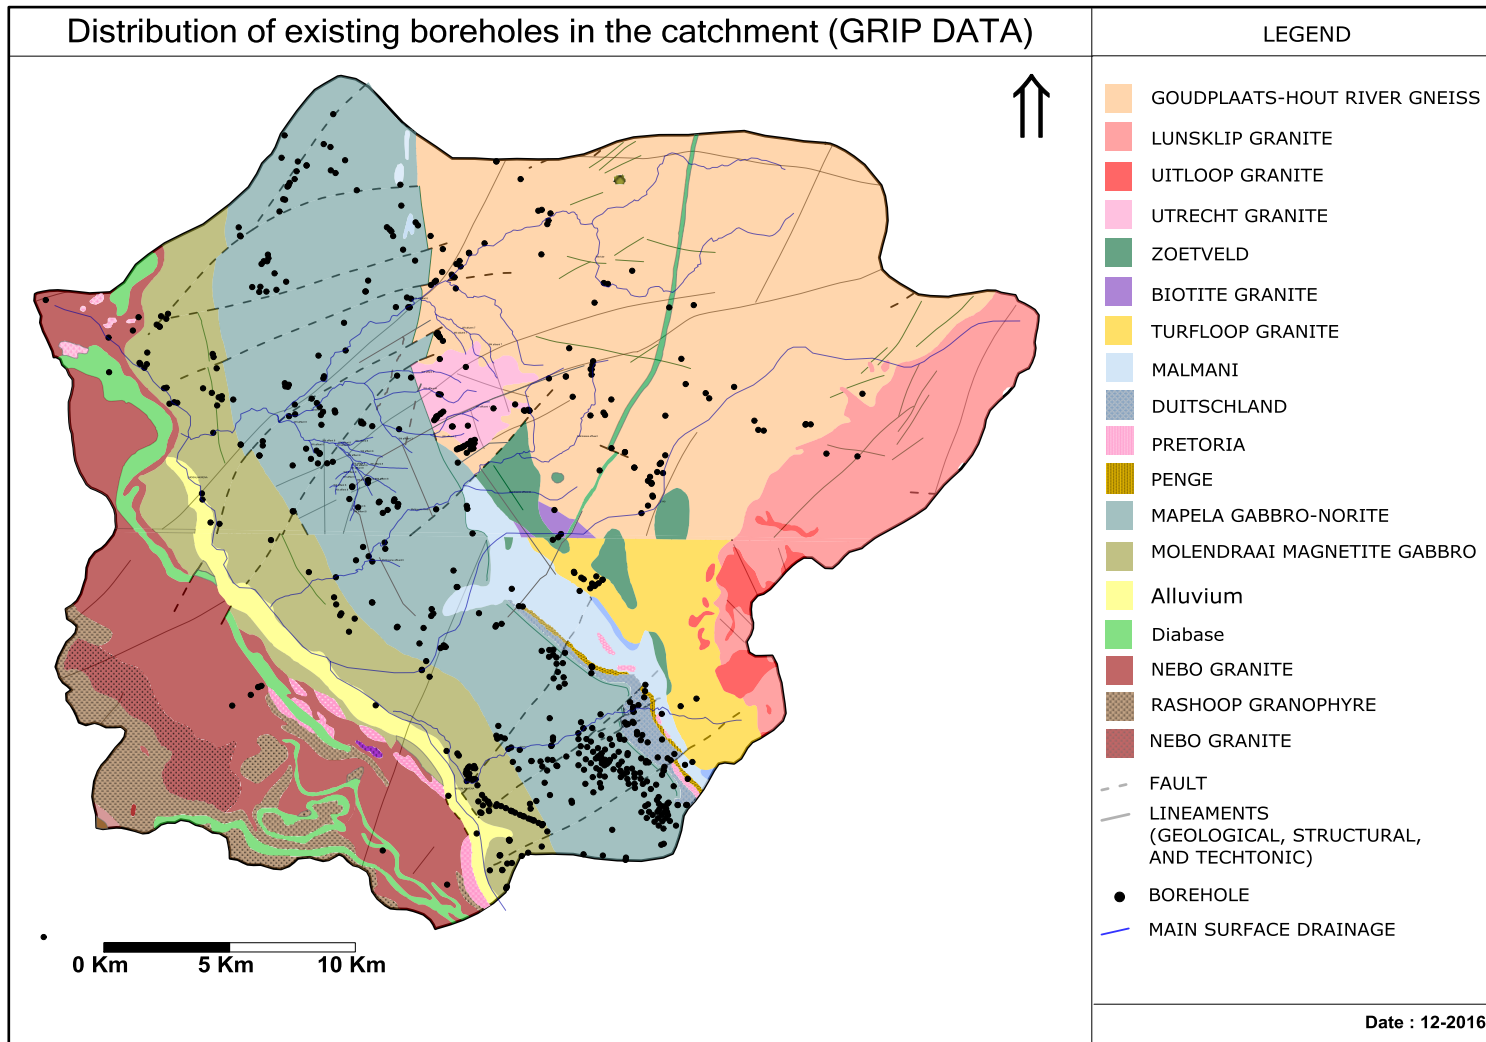 Distribution of existing boreholes in the catchment (GRIP DATA)
LEGEND
GOUDPLAATS-HOUT RIVER GNEISS
LUNSKLIP GRANITE
UITLOOP GRANITE
UTRECHT GRANITE
ZOETVELD
BIOTITE GRANITE
TURFLOOP GRANITE
MALMANI
DUITSCHLAND
PRETORIA
PENGE
MAPELA GABBRO-NORITE
MOLENDRAAI MAGNETITE GABBRO
Alluvium
Diabase
NEBO GRANITE
RASHOOP GRANOPHYRE
NEBO GRANITE
FAULT
LINEAMENTS
(GEOLOGICAL, STRUCTURAL,
AND TECHTONIC)
BOREHOLE
MAIN SURFACE DRAINAGE
0 Km 5 Km 10 Km
Date : 12-2016